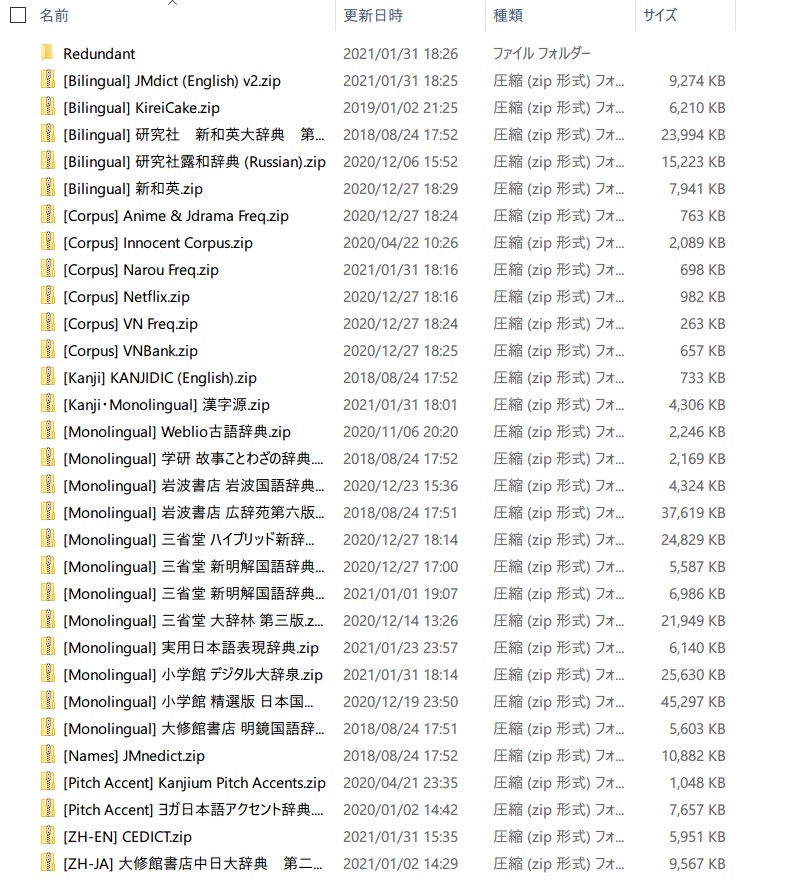 名前 更新日時 種類 サイズ
Redundant 2021/01/31 18:26 ファイル フォルダー
[Bilingual] JMdict (English) v2.zip 2021/01/31 18:25 圧縮 (zip 形式) フォ... 9,274 KB
[Bilingual] KireiCake.zip 2019/01/02 21:25 圧縮 (zip 形式) フォ... 6,210 KB
[Bilingual] 研究社　新和英大辞典　第... 2018/08/24 17:52 圧縮 (zip 形式) フォ... 23,994 KB
[Bilingual] 研究社露和辞典 (Russian).zip 2020/12/06 15:52 圧縮 (zip 形式) フォ... 15,223 KB
[Bilingual] 新和英.zip 2020/12/27 18:29 圧縮 (zip 形式) フォ... 7,941 KB
[Corpus] Anime & Jdrama Freq.zip 2020/12/27 18:24 圧縮 (zip 形式) フォ... 763 KB
[Corpus] Innocent Corpus.zip 2020/04/22 10:26 圧縮 (zip 形式) フォ... 2,089 KB
[Corpus] Narou Freq.zip 2021/01/31 18:16 圧縮 (zip 形式) フォ... 698 KB
[Corpus] Netflix.zip 2020/12/27 18:16 圧縮 (zip 形式) フォ... 982 KB
[Corpus] VN Freq.zip 2020/12/27 18:24 圧縮 (zip 形式) フォ... 263 KB
[Corpus] VNBank.zip 2020/12/27 18:25 圧縮 (zip 形式) フォ... 657 KB
[Kanji] KANJIDIC (English).zip 2018/08/24 17:52 圧縮 (zip 形式) フォ... 733 KB
[Kanji・Monolingual] 漢字源.zip 2021/01/31 18:01 圧縮 (zip 形式) フォ... 4,306 KB
[Monolingual] Weblio古語辞典.zip 2020/11/06 20:20 圧縮 (zip 形式) フォ... 2,246 KB
[Monolingual] 学研 故事ことわざの辞典.... 2018/08/24 17:52 圧縮 (zip 形式) フォ... 2,169 KB
[Monolingual] 岩波書店 岩波国語辞典... 2020/12/23 15:36 圧縮 (zip 形式) フォ... 4,324 KB
[Monolingual] 岩波書店 広辞苑第六版... 2018/08/24 17:51 圧縮 (zip 形式) フォ... 37,619 KB
[Monolingual] 三省堂 ハイブリッド新辞... 2020/12/27 18:14 圧縮 (zip 形式) フォ... 24,829 KB
[Monolingual] 三省堂 新明解国語辞典... 2020/12/27 17:00 圧縮 (zip 形式) フォ... 5,587 KB
[Monolingual] 三省堂 新明解国語辞典... 2021/01/01 19:07 圧縮 (zip 形式) フォ... 6,986 KB
[Monolingual] 三省堂 大辞林 第三版.z... 2020/12/14 13:26 圧縮 (zip 形式) フォ... 21,949 KB
[Monolingual] 実用日本語表現辞典.zip 2021/01/23 23:57 圧縮 (zip 形式) フォ... 6,140 KB
[Monolingual] 小学館 デジタル大辞泉.zip 2021/01/31 18:14 圧縮 (zip 形式) フォ... 25,630 KB
[Monolingual] 小学館 精選版 日本国... 2020/12/19 23:50 圧縮 (zip 形式) フォ... 45,297 KB
[Monolingual] 大修館書店 明鏡国語辞... 2018/08/24 17:51 圧縮 (zip 形式) フォ... 5,603 KB
[Names] JMnedict.zip 2018/08/24 17:52 圧縮 (zip 形式) フォ... 10,882 KB
[Pitch Accent] Kanjium Pitch Accents.zip 2020/04/21 23:35 圧縮 (zip 形式) フォ... 1,048 KB
[Pitch Accent] ヨガ日本語アクセント辞典.... 2020/01/02 14:42 圧縮 (zip 形式) フォ... 7,657 KB
[ZH-EN] CEDICT.zip 2021/01/31 15:35 圧縮 (zip 形式) フォ... 5,951 KB
[ZH-JA] 大修館書店中日大辞典　第二... 2021/01/02 14:29 圧縮 (zip 形式) フォ... 9,567 KB